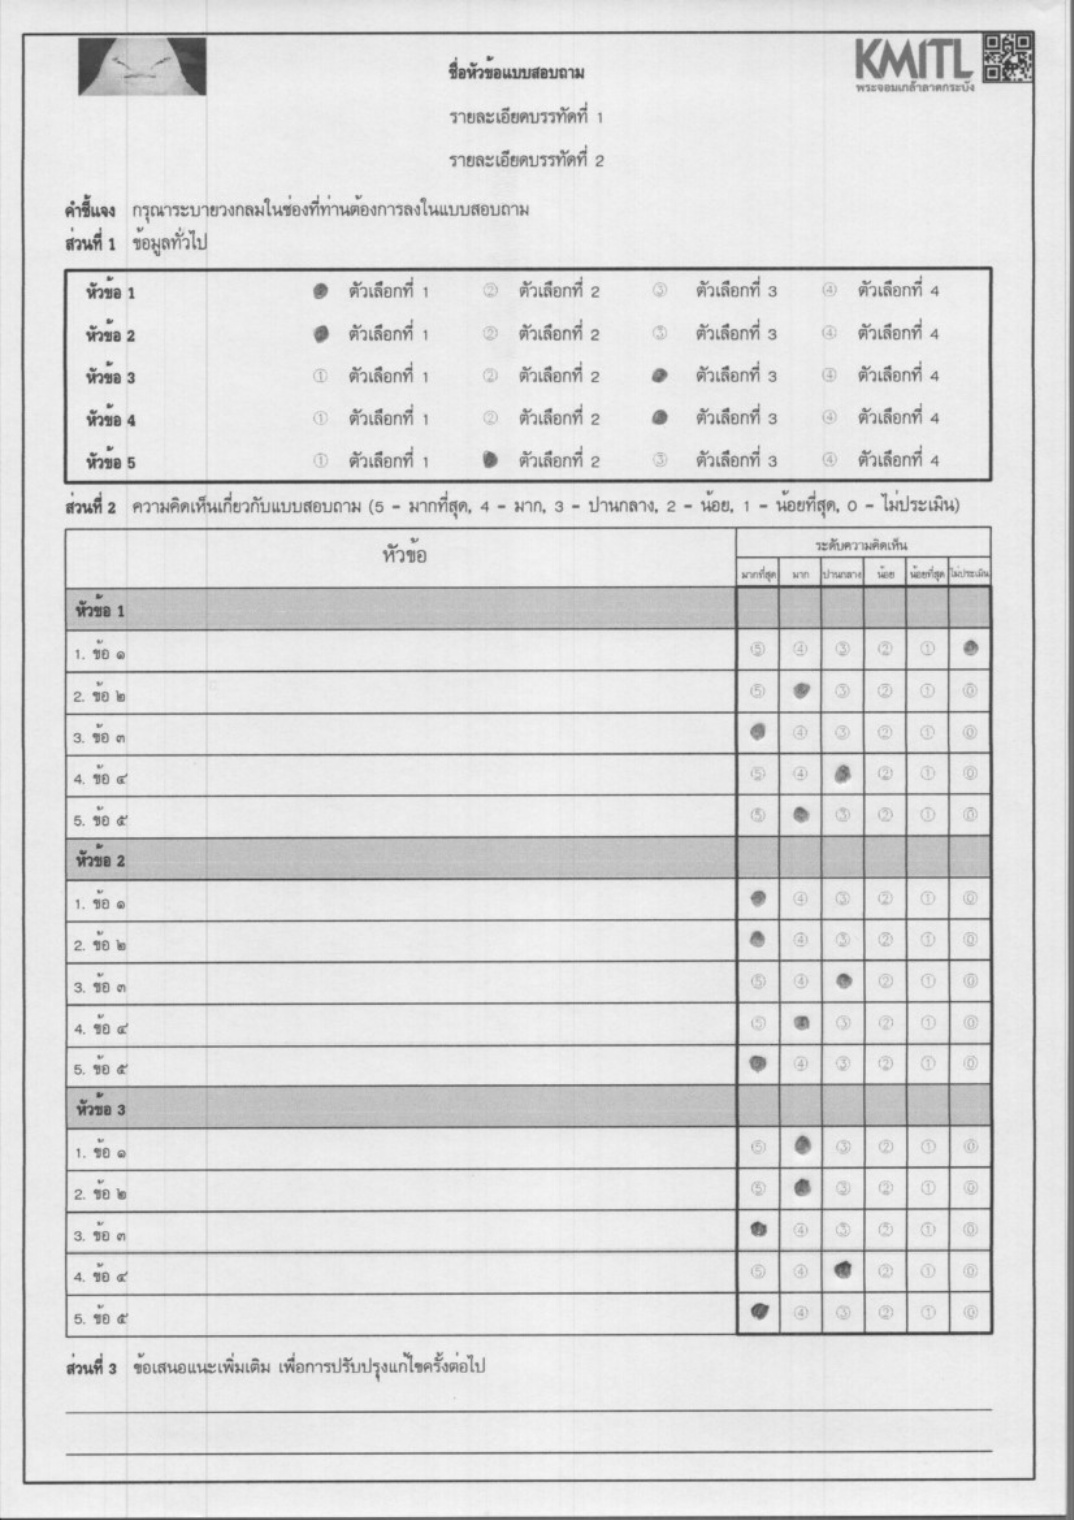 KMITL
พระจอมเกล้าลาดกระบัง
ชื่อหัวข้อแบบสอบถาม
รายละเอียดบรรทัดที่ 1
รายละเอียดบรรทัดที่ 2
คำชี้แจง กรุณาระบายวงกลมในช่องที่ท่านต้องการลงในแบบสอบถาม
ส่วนที่ 1 ข้อมูลทั่วไป
หัวข้อ 1 ตัวเลือกที่ 1 ② ตัวเลือกที่ 2 ③ ตัวเลือกที่ 3 ④ ตัวเลือกที่ 4
หัวข้อ 2 ตัวเลือกที่ 1 ② ตัวเลือกที่ 2 ③ ตัวเลือกที่ 3 ④ ตัวเลือกที่ 4
หัวข้อ 3 ① ตัวเลือกที่ 1 ② ตัวเลือกที่ 2 ตัวเลือกที่ 3 ④ ตัวเลือกที่ 4
หัวข้อ 4 ① ตัวเลือกที่ 1 ② ตัวเลือกที่ 2 ตัวเลือกที่ 3 ④ ตัวเลือกที่ 4
หัวข้อ 5 ① ตัวเลือกที่ 1 ตัวเลือกที่ 2 ③ ตัวเลือกที่ 3 ④ ตัวเลือกที่ 4
ส่วนที่ 2 ความคิดเห็นเกี่ยวกับแบบสอบถาม (5 - มากที่สุด, 4 - มาก, 3 - ปานกลาง, 2 - น้อย, 1 - น้อยที่สุด, 0 - ไม่ประเมิน)
หัวข้อ ระดับความคิดเห็น
มากที่สุด มาก ปานกลาง น้อย น้อยที่สุด ไม่ประเมิน
หัวข้อ 1
1. ข้อ ๑ ⑤ ④ ③ ② ①
2. ข้อ ๒ ⑤ ③ ② ① ⓪
3. ข้อ ๓ ④ ③ ② ① ⓪
4. ข้อ ๔ ⑤ ④ ② ① ⓪
5. ข้อ ๕ ⑤ ③ ② ① ⓪
หัวข้อ 2
1. ข้อ ๑ ④ ③ ② ① ⓪
2. ข้อ ๒ ④ ③ ② ① ⓪
3. ข้อ ๓ ⑤ ④ ② ① ⓪
4. ข้อ ๔ ⑤ ③ ② ① ⓪
5. ข้อ ๕ ④ ③ ② ① ⓪
หัวข้อ 3
1. ข้อ ๑ ⑤ ③ ② ① ⓪
2. ข้อ ๒ ⑤ ③ ② ① ⓪
3. ข้อ ๓ ④ ③ ② ① ⓪
4. ข้อ ๔ ⑤ ④ ② ① ⓪
5. ข้อ ๕ ④ ③ ② ① ⓪
ส่วนที่ 3 ข้อเสนอแนะเพิ่มเติม เพื่อการปรับปรุงแก้ไขครั้งต่อไป